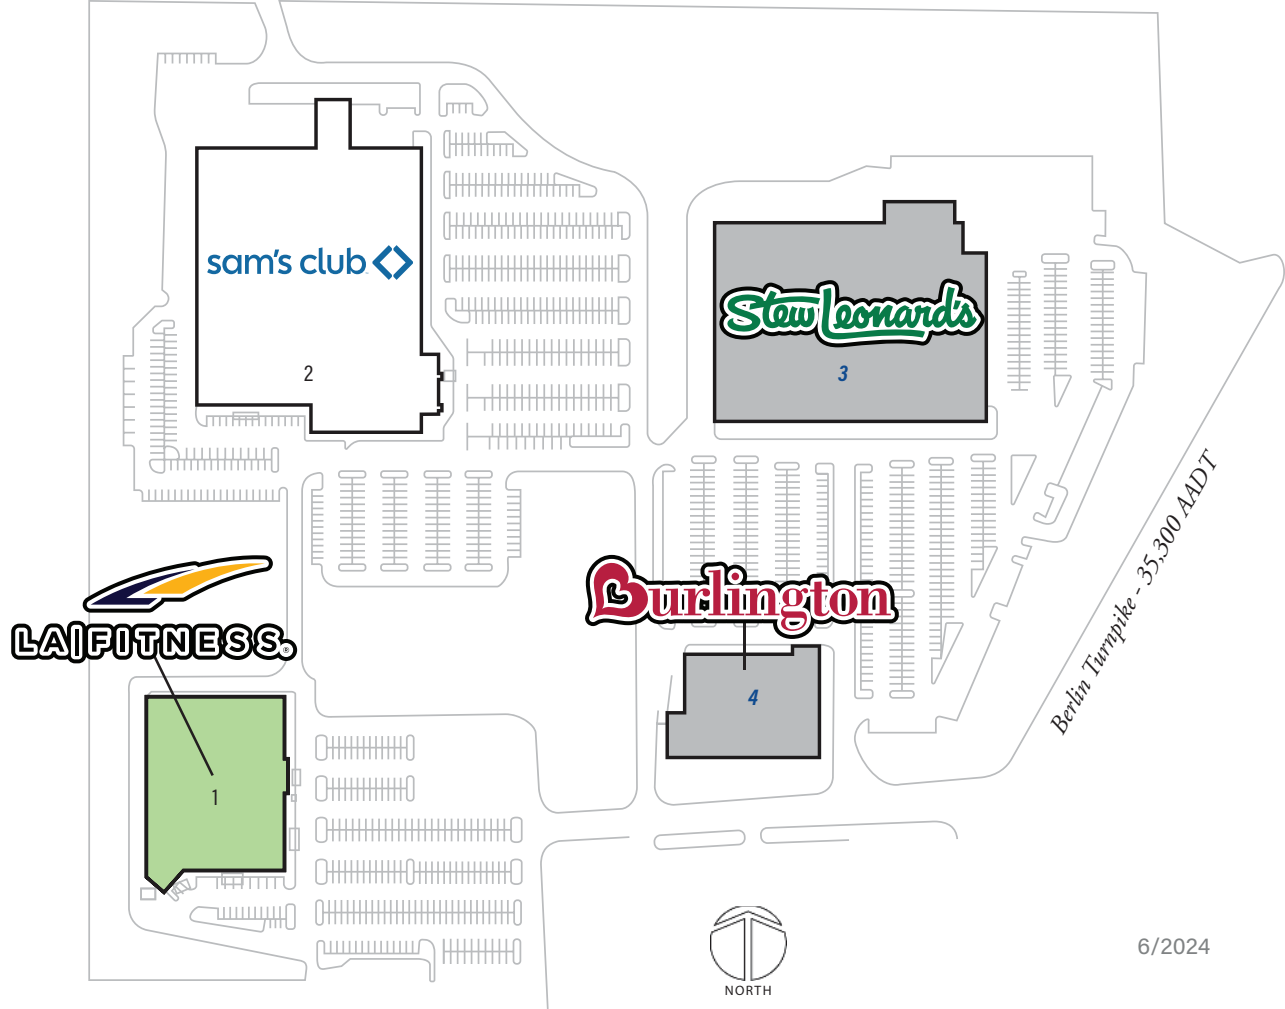 sam's club
2
Stew Leonard's
3
Berlin Turnpike - 35,300 AADT
LA|FITNESS®
Burlington
4
1
NORTH
6/2024